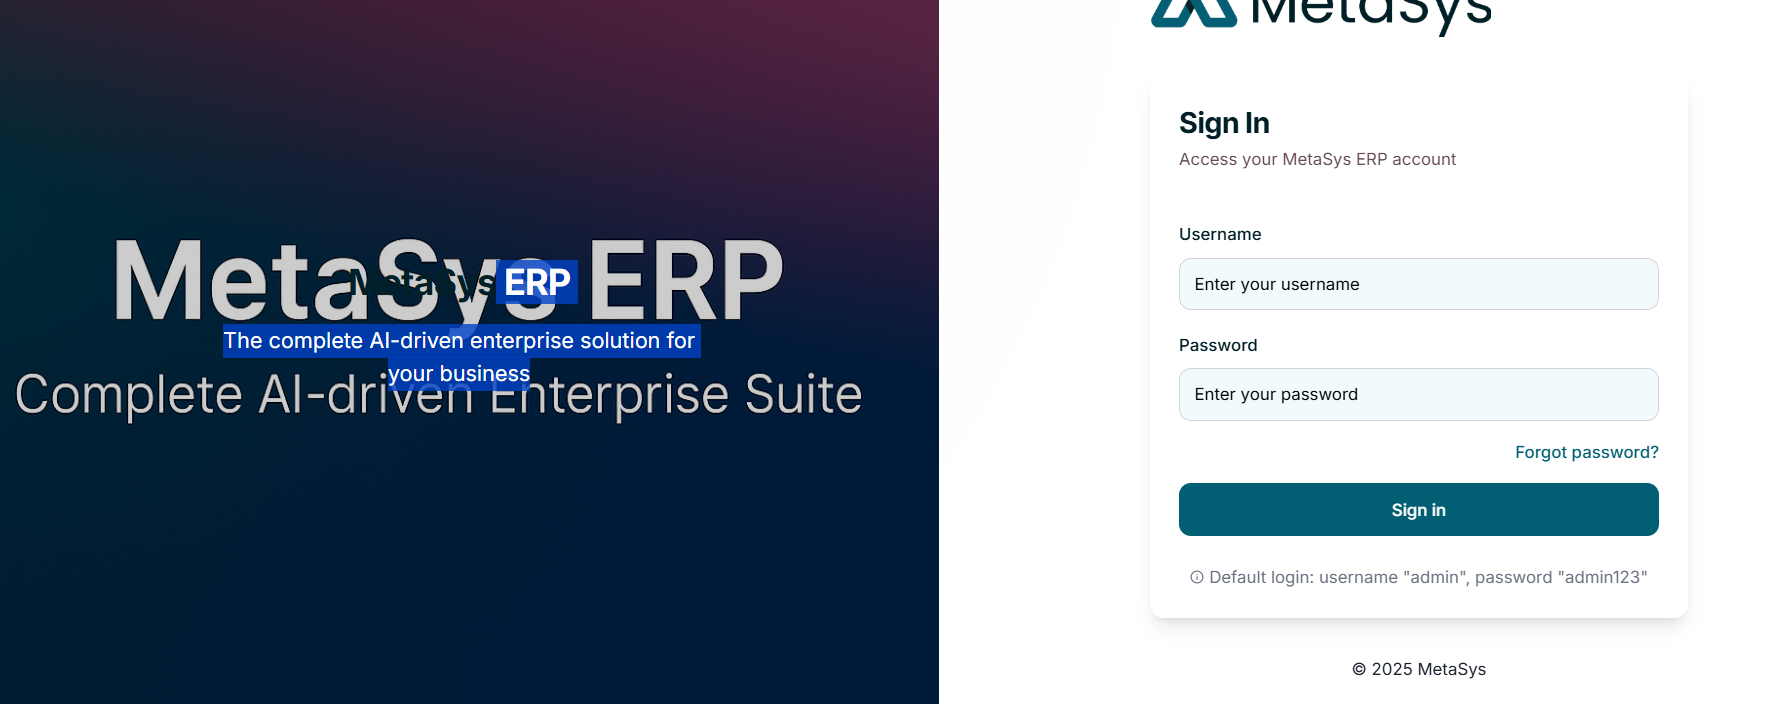 MetaSys ERP
MetaSys ERP
The complete AI-driven enterprise solution for
your business
Complete AI-driven Enterprise Suite
MetaSys
Sign In
Access your MetaSys ERP account
Username
Enter your username
Password
Enter your password
Forgot password?
Sign in
Default login: username "admin", password "admin123"
© 2025 MetaSys